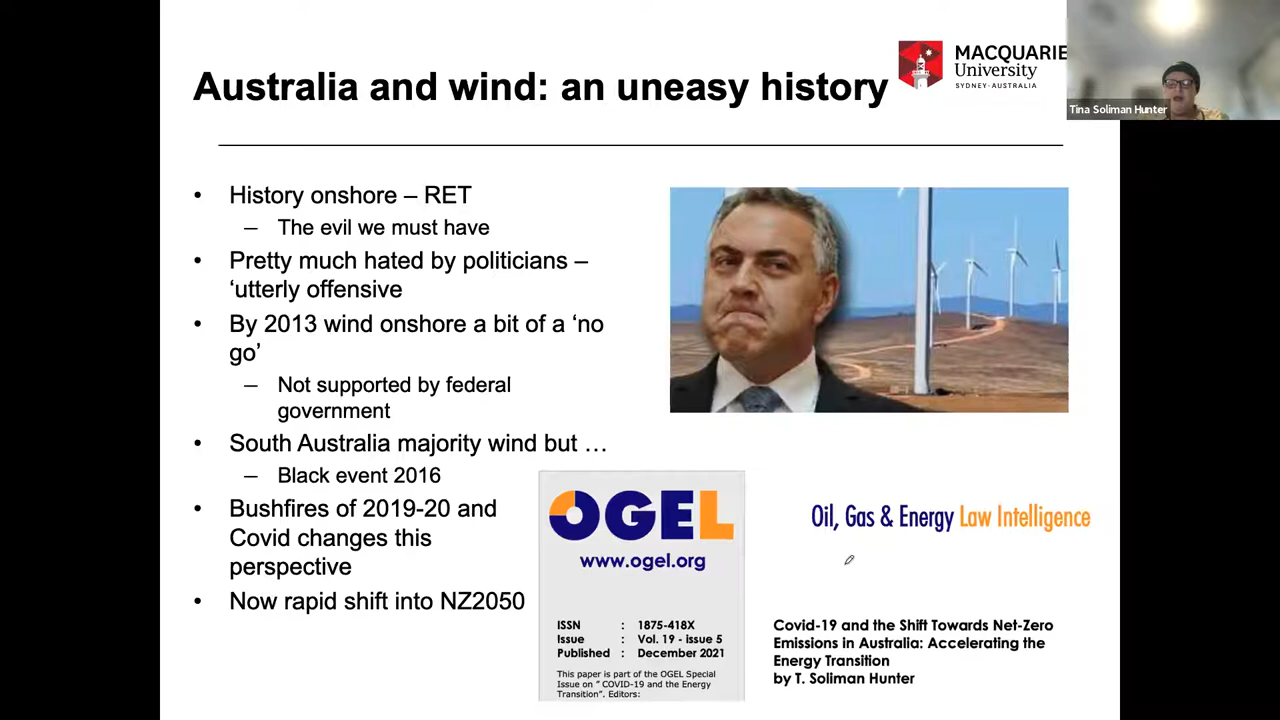 Australia and wind: an uneasy history
MACQUARIE
University
SYDNEY·AUSTRALIA
Tina Soliman Hunter
• History onshore – RET
– The evil we must have
• Pretty much hated by politicians –
‘utterly offensive
• By 2013 wind onshore a bit of a ‘no
go’
– Not supported by federal
government
• South Australia majority wind but …
– Black event 2016
• Bushfires of 2019-20 and
Covid changes this
perspective
• Now rapid shift into NZ2050
OGEL
www.ogel.org
ISSN : 1875-418X
Issue : Vol. 19 - issue 5
Published : December 2021
This paper is part of the OGEL Special
Issue on " COVID-19 and the Energy
Transition". Editors:
Oil, Gas & Energy Law Intelligence
Covid-19 and the Shift Towards Net-Zero
Emissions in Australia: Accelerating the
Energy Transition
by T. Soliman Hunter